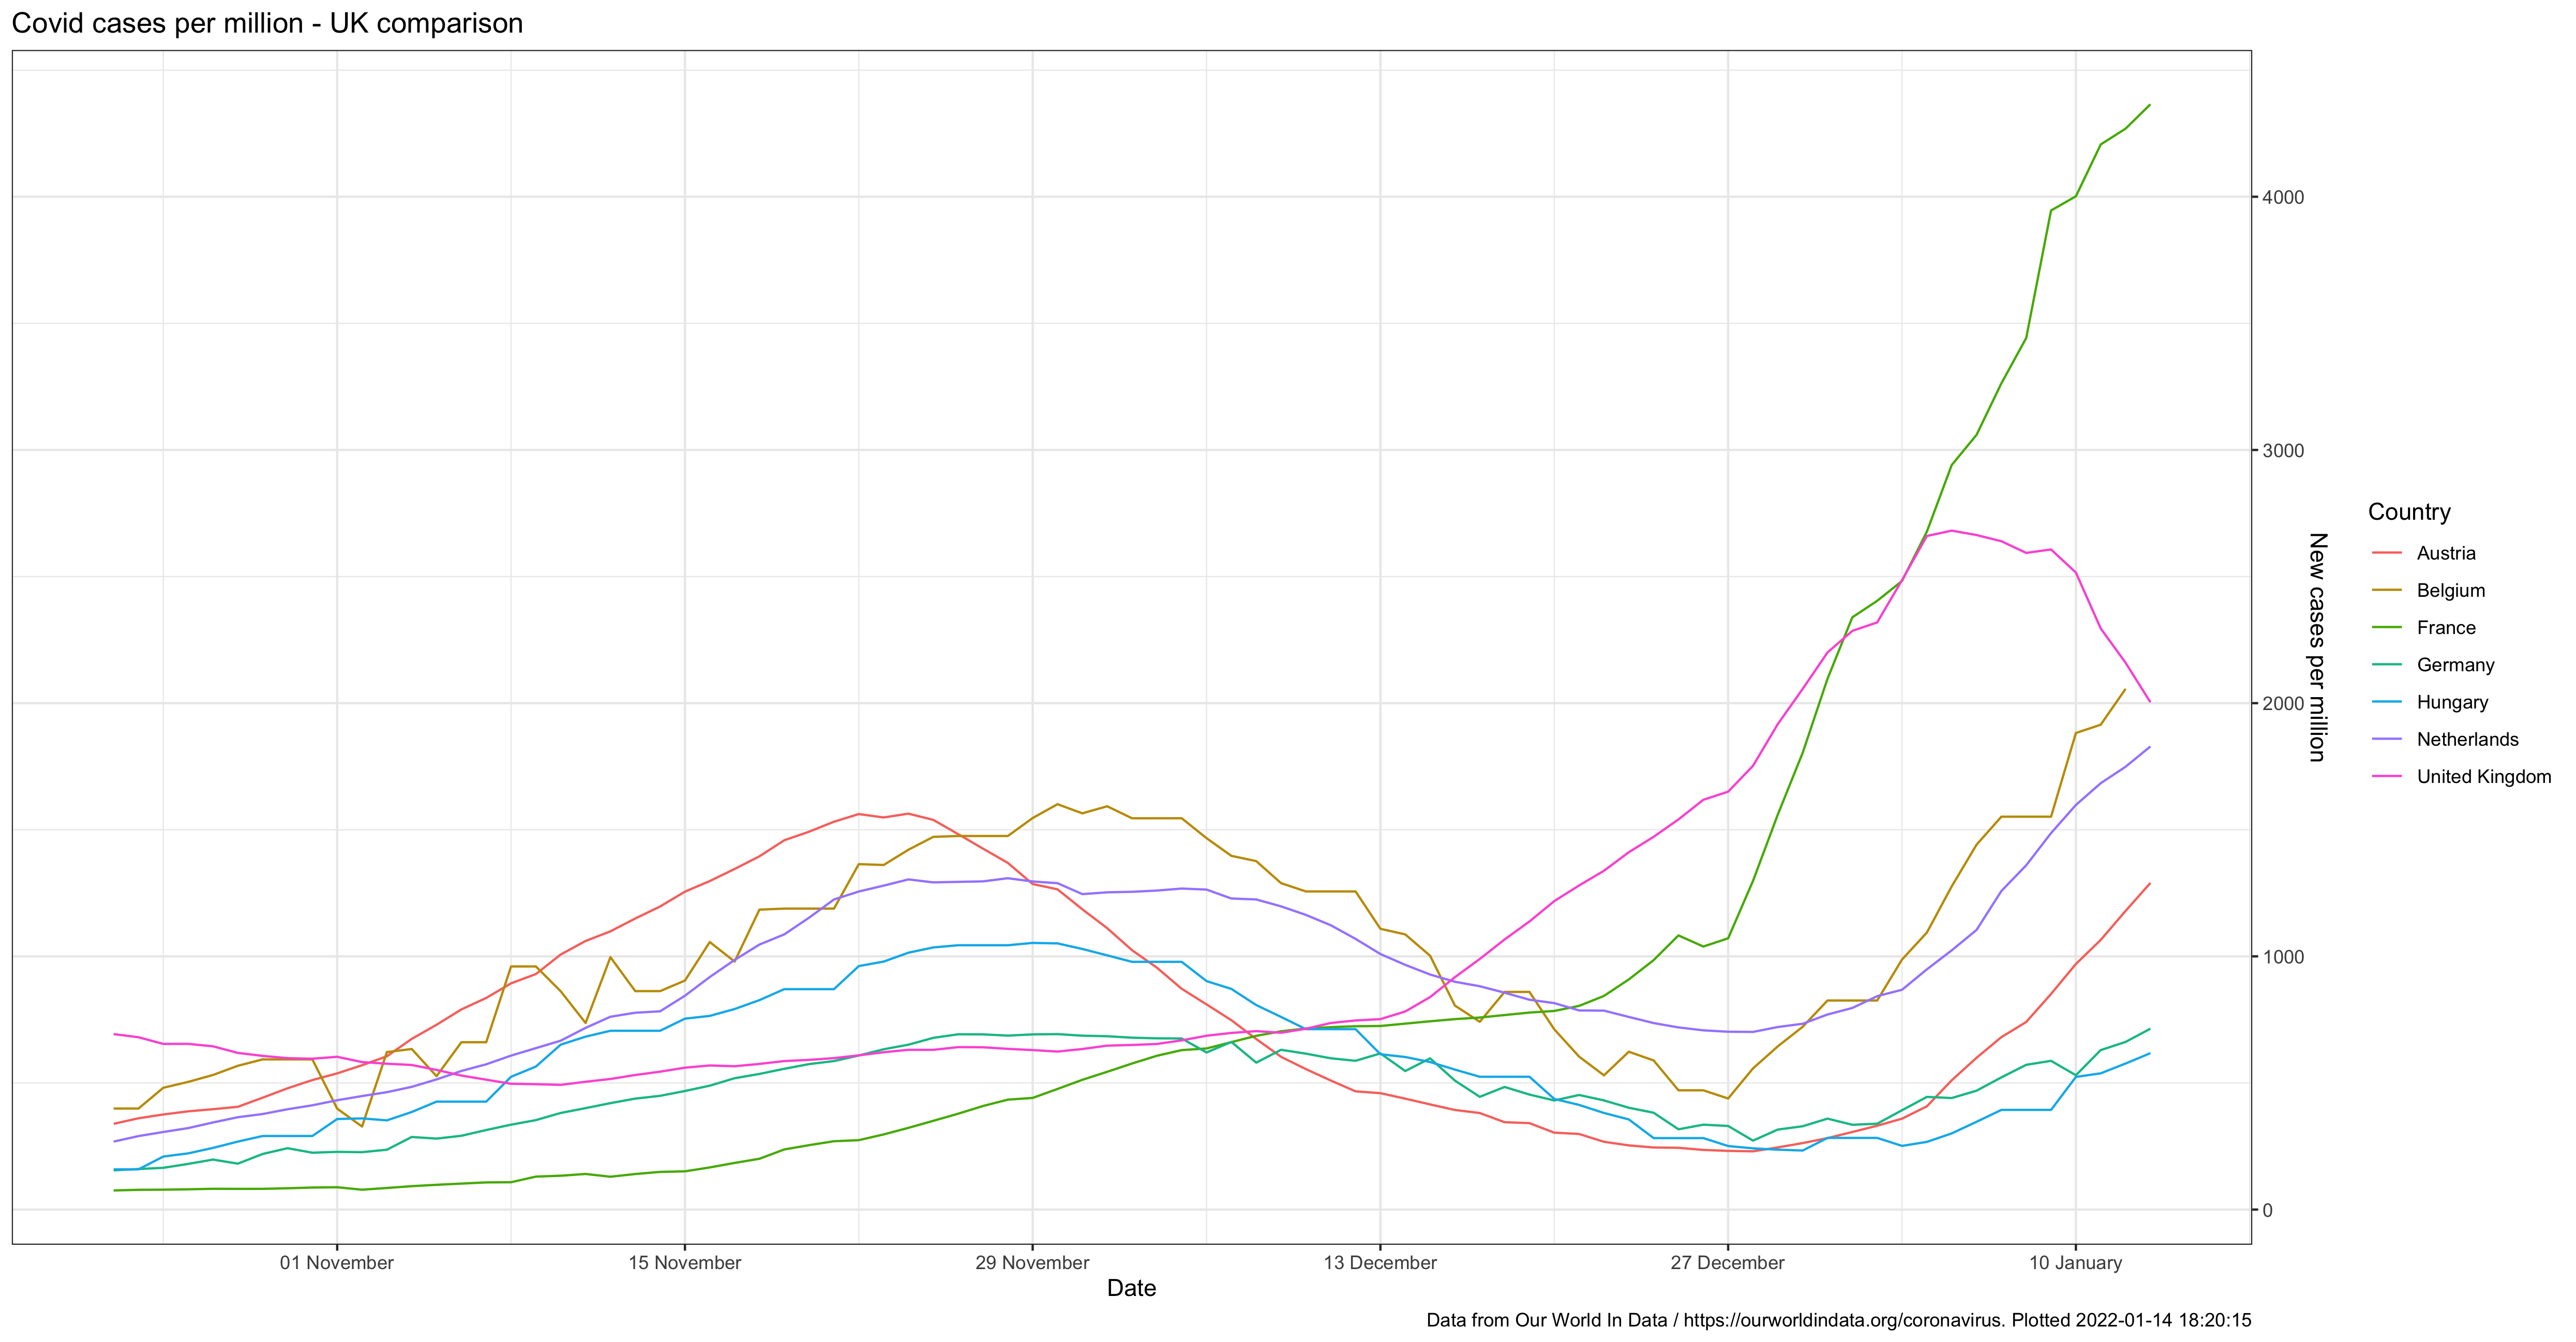 Covid cases per million - UK comparison
4000
3000
2000
1000
0
New cases per million
01 November
15 November
29 November
13 December
27 December
10 January
Date
Country
Austria
Belgium
France
Germany
Hungary
Netherlands
United Kingdom
Data from Our World In Data / https://ourworldindata.org/coronavirus. Plotted 2022-01-14 18:20:15